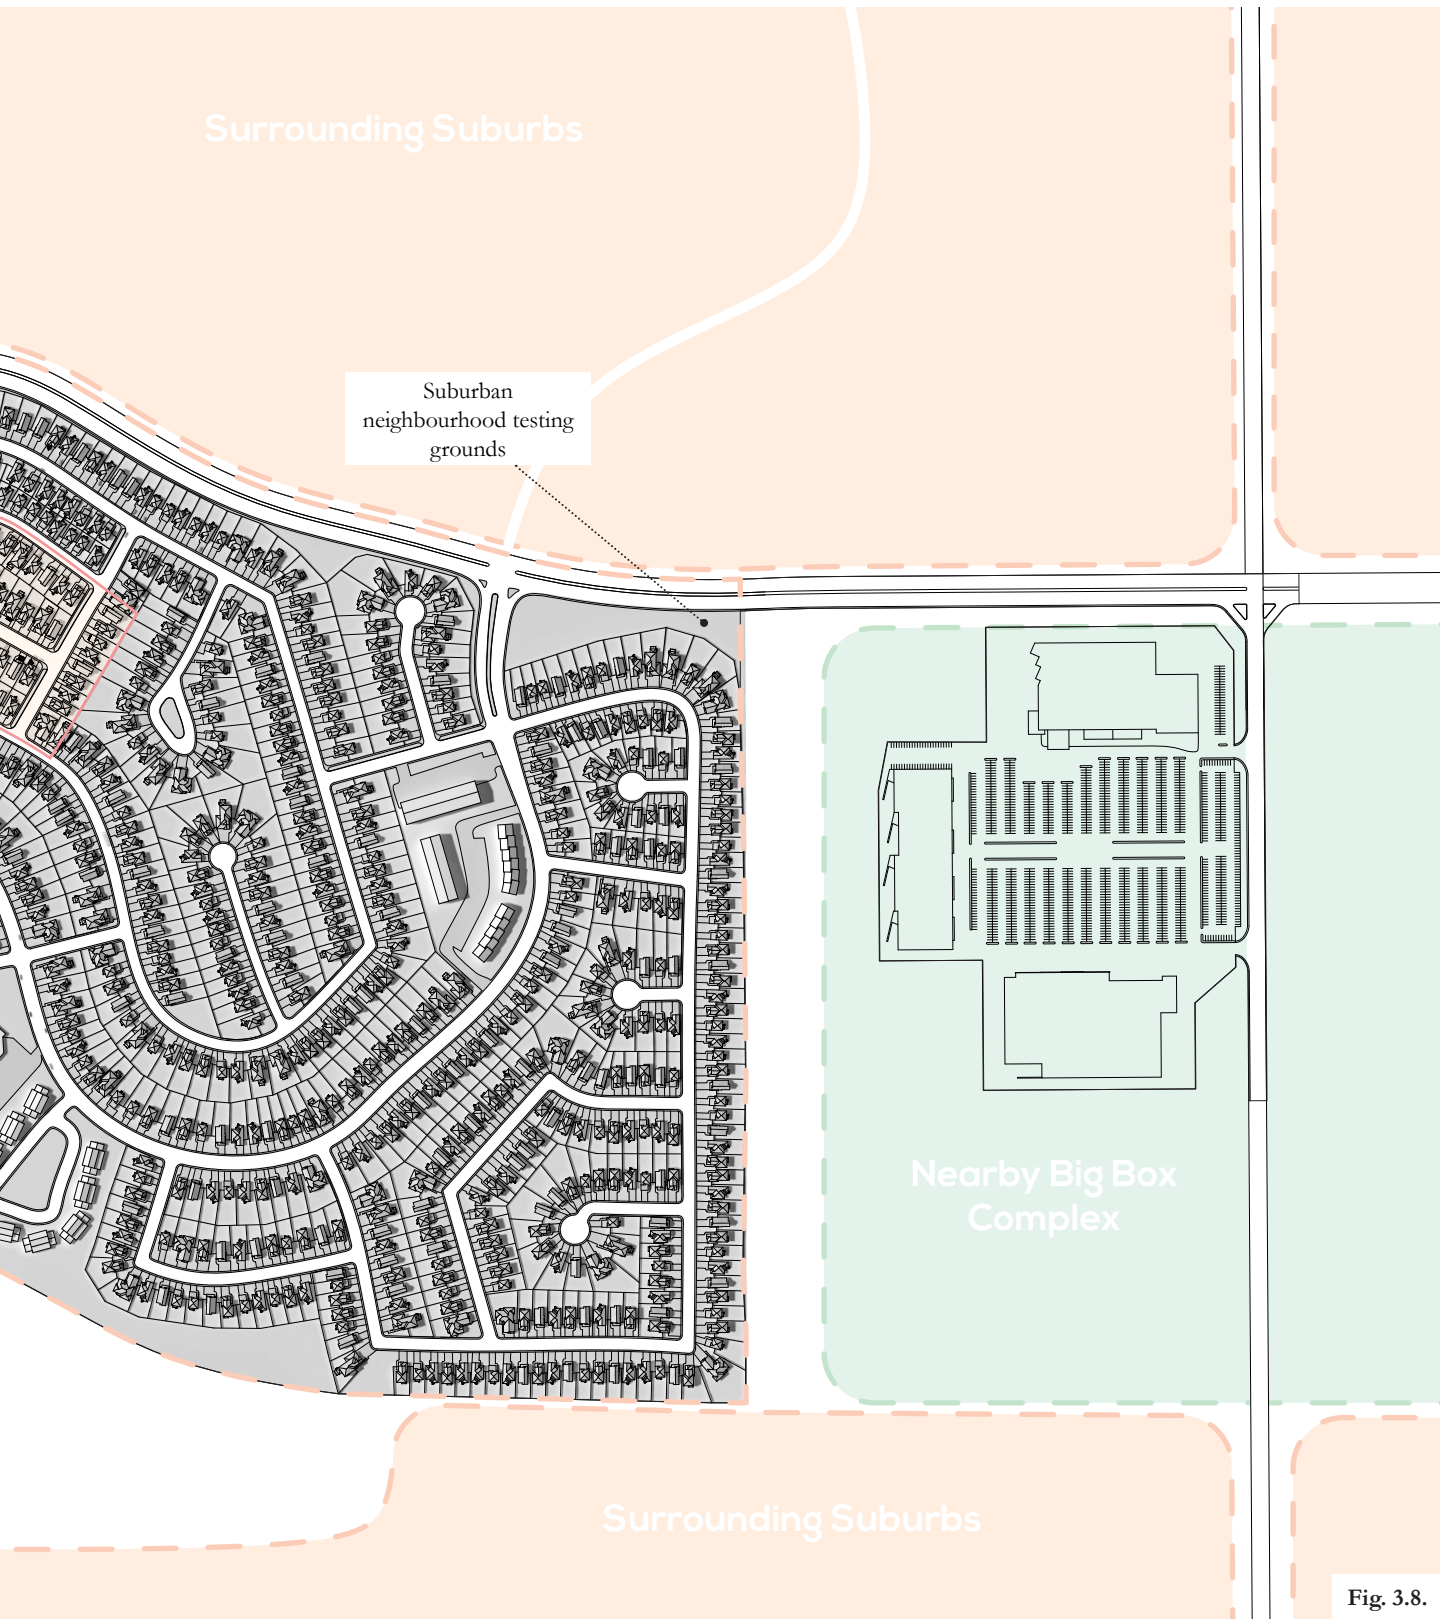 Surrounding Suburbs
Suburban
neighbourhood testing
grounds
Nearby Big Box
Complex
Surrounding Suburbs
Fig. 3.8.